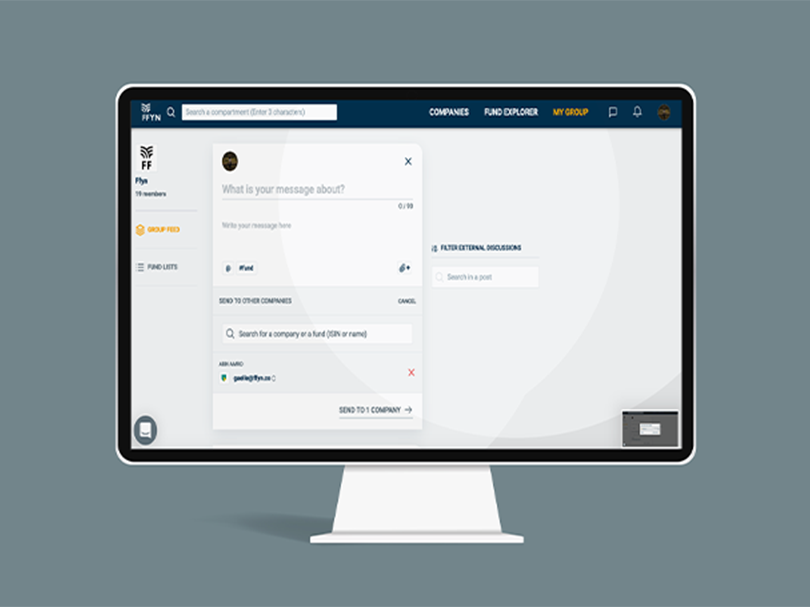 FFYN
Search a compartment (Enter 3 characters)
COMPANIES
FUND EXPLORER
MY GROUP
FF
Ffyn
19 members
GROUP FEED
FUND LISTS
What is your message about?
0 / 99
Write your message here
@
#fund
SEND TO OTHER COMPANIES
CANCEL
Search for a company or a fund (ISIN or name)
gaelle@ffyn.co
SEND TO 1 COMPANY
FILTER EXTERNAL DISCUSSIONS
Search in a post